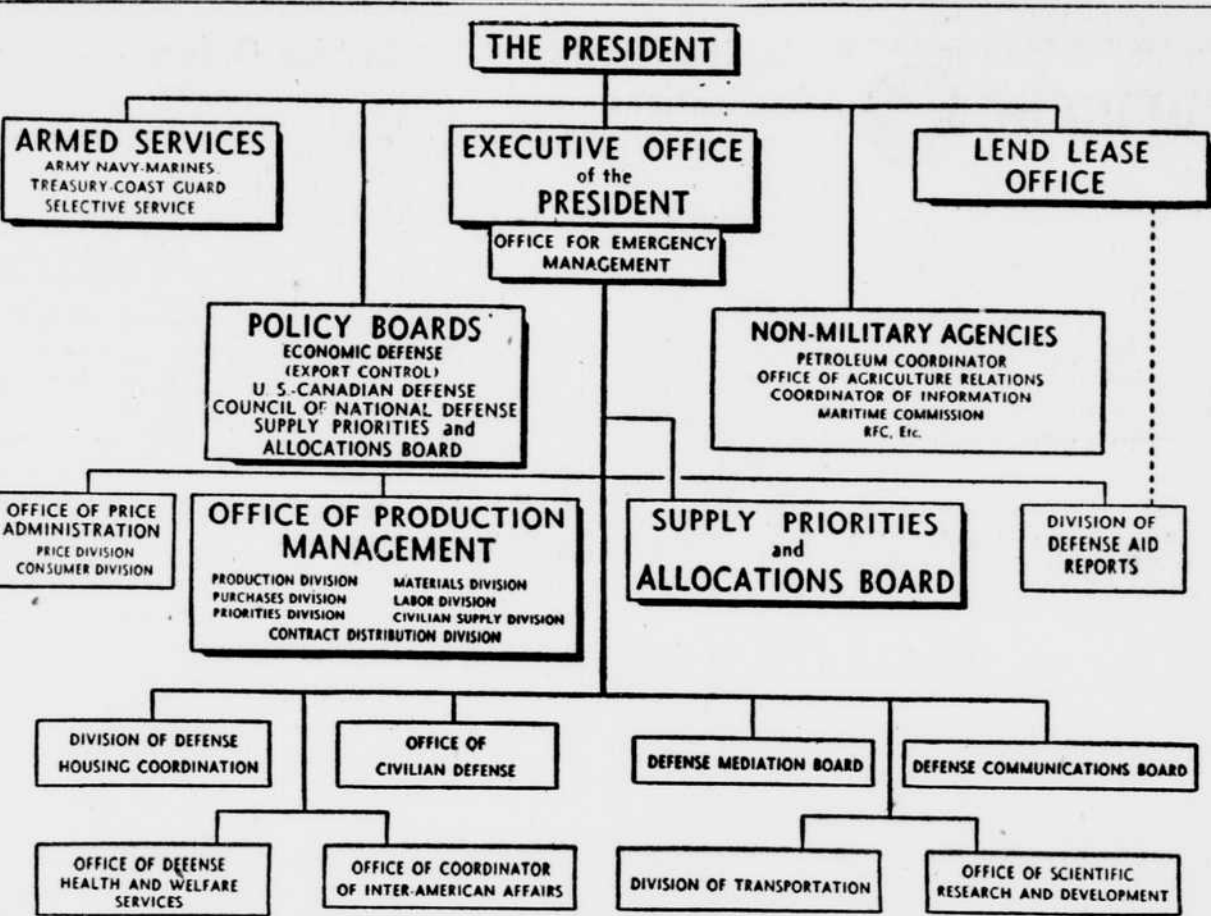 THE PRESIDENT
ARMED SERVICES
ARMY NAVY-MARINES.
TREASURY-COAST GUARD
SELECTIVE SERVICE
EXECUTIVE OFFICE
of the
PRESIDENT
OFFICE FOR EMERGENCY
MANAGEMENT
LEND LEASE
OFFICE
POLICY BOARDS
ECONOMIC DEFENSE
(EXPORT CONTROL)
U. S.-CANADIAN DEFENSE
COUNCIL OF NATIONAL DEFENSE
SUPPLY PRIORITIES and
ALLOCATIONS BOARD
NON-MILITARY AGENCIES
PETROLEUM COORDINATOR
OFFICE OF AGRICULTURE RELATIONS
COORDINATOR OF INFORMATION
MARITIME COMMISSION
RFC, Etc.
OFFICE OF PRICE
ADMINISTRATION
PRICE DIVISION
CONSUMER DIVISION
OFFICE OF PRODUCTION
MANAGEMENT
PRODUCTION DIVISION MATERIALS DIVISION
PURCHASES DIVISION LABOR DIVISION
PRIORITIES DIVISION CIVILIAN SUPPLY DIVISION
CONTRACT DISTRIBUTION DIVISION
SUPPLY PRIORITIES
and
ALLOCATIONS BOARD
DIVISION OF
DEFENSE AID
REPORTS
DIVISION OF DEFENSE
HOUSING COORDINATION
OFFICE OF
CIVILIAN DEFENSE
DEFENSE MEDIATION BOARD
DEFENSE COMMUNICATIONS BOARD
OFFICE OF DEFENSE
HEALTH AND WELFARE
SERVICES
OFFICE OF COORDINATOR
OF INTER-AMERICAN AFFAIRS
DIVISION OF TRANSPORTATION
OFFICE OF SCIENTIFIC
RESEARCH AND DEVELOPMENT